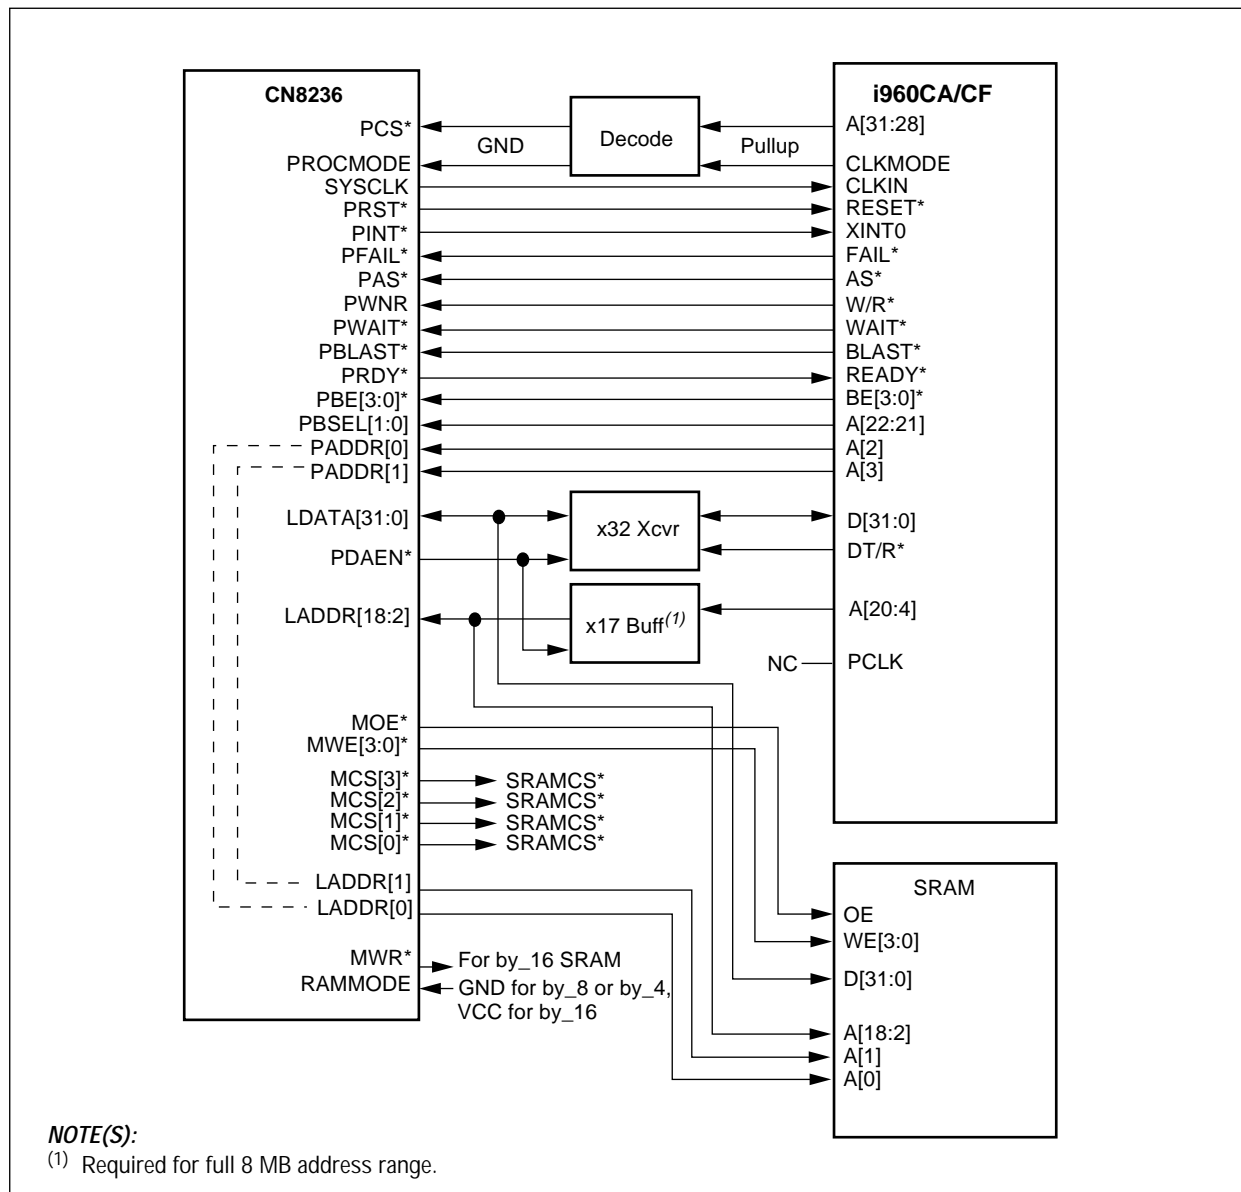 CN8236
PCS*
PROCMODE
SYSCLK
PRST*
PINT*
PFAIL*
PAS*
PWNR
PWAIT*
PBLAST*
PRDY*
PBE[3:0]*
PBSEL[1:0]
PADDR[0]
PADDR[1]
LDATA[31:0]
PDAEN*
LADDR[18:2]
MOE*
MWE[3:0]*
MCS[3]*
MCS[2]*
MCS[1]*
MCS[0]*
LADDR[1]
LADDR[0]
MWR*
RAMMODE
GND
Decode
Pullup
x32 Xcvr
x17 Buff(1)
NC
SRAMCS*
SRAMCS*
SRAMCS*
SRAMCS*
For by_16 SRAM
GND for by_8 or by_4,
VCC for by_16
i960CA/CF
A[31:28]
CLKMODE
CLKIN
RESET*
XINT0
FAIL*
AS*
W/R*
WAIT*
BLAST*
READY*
BE[3:0]*
A[22:21]
A[2]
A[3]
D[31:0]
DT/R*
A[20:4]
PCLK
SRAM
OE
WE[3:0]
D[31:0]
A[18:2]
A[1]
A[0]
NOTE(S):
(1) Required for full 8 MB address range.